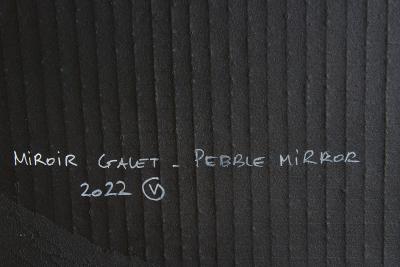 MIROIR GALET - PEBBLE MIRROR
2022 V